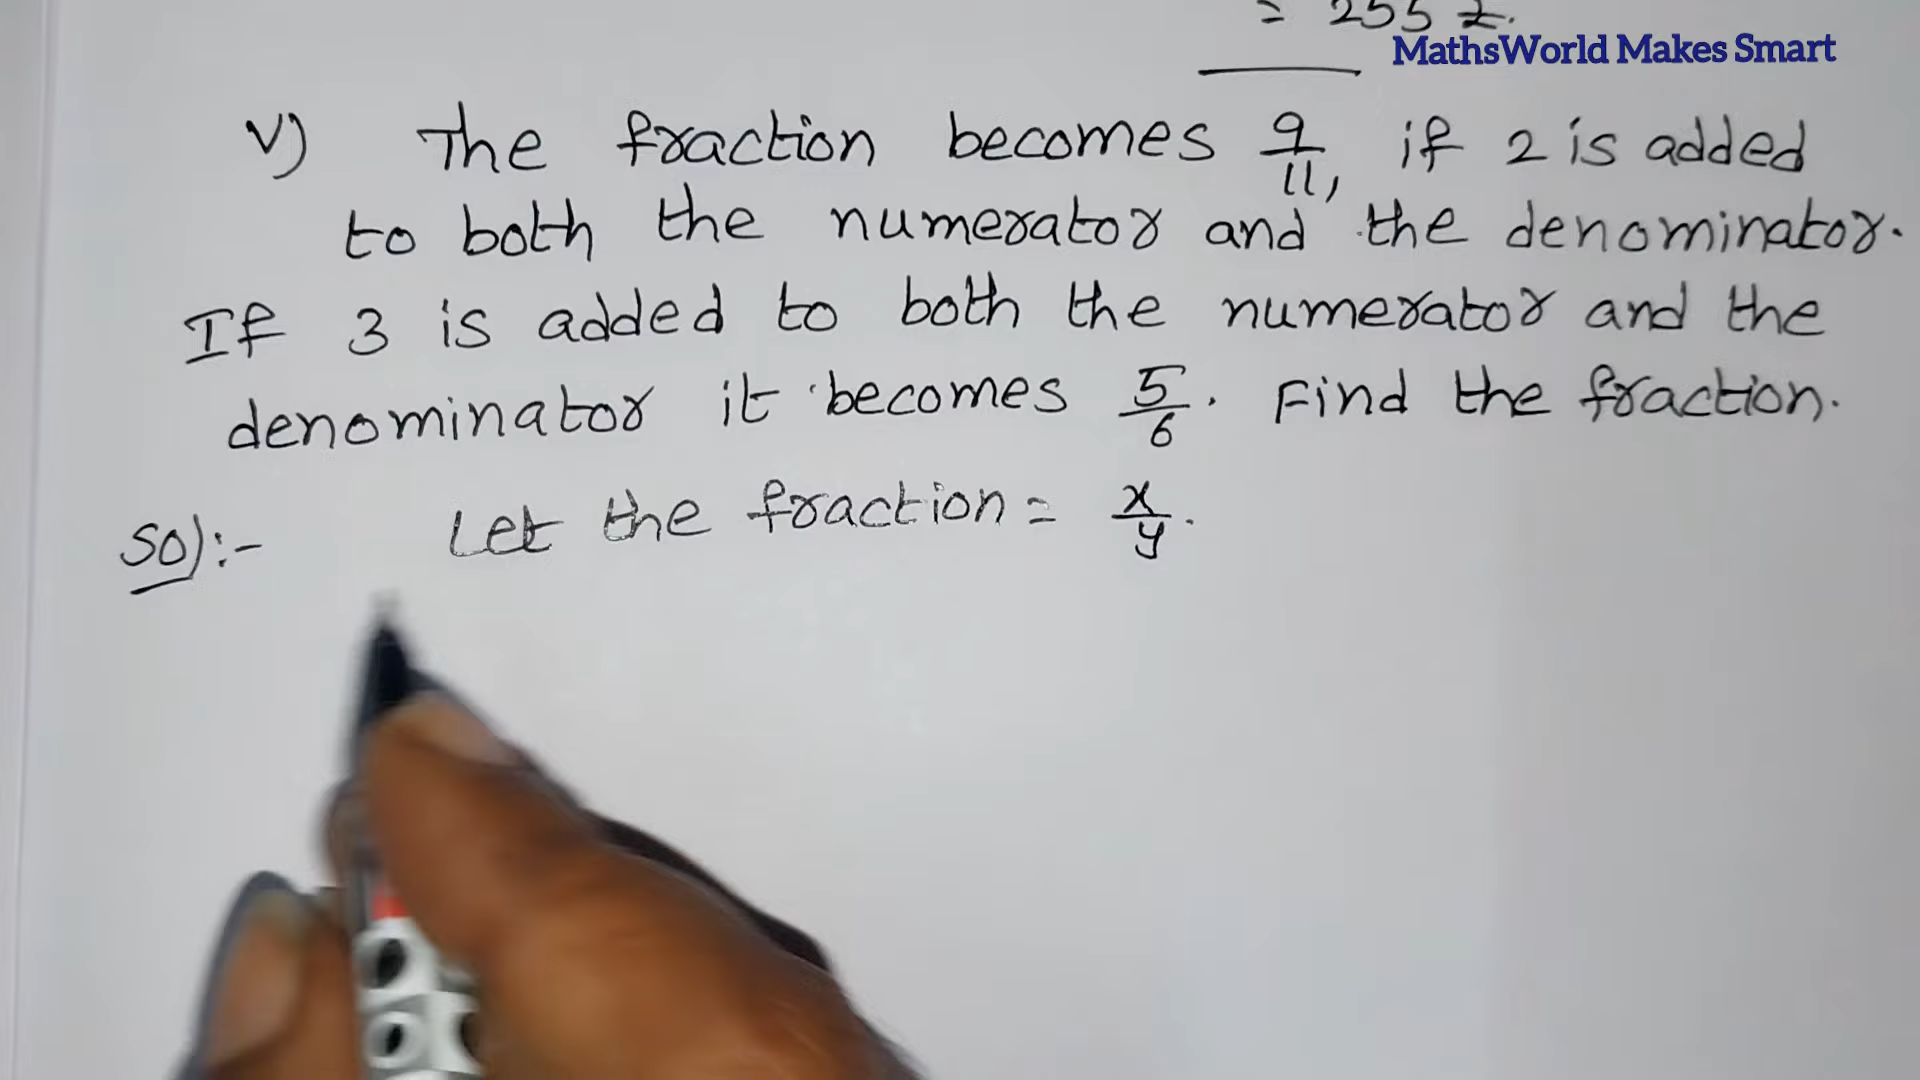 = 255 z.
MathsWorld Makes Smart
v) The fraction becomes 9/11, if 2 is added
to both the numerator and the denominator.
If 3 is added to both the numerator and the
denominator it becomes 5/6. Find the fraction.
Sol:- Let the fraction = x/y.